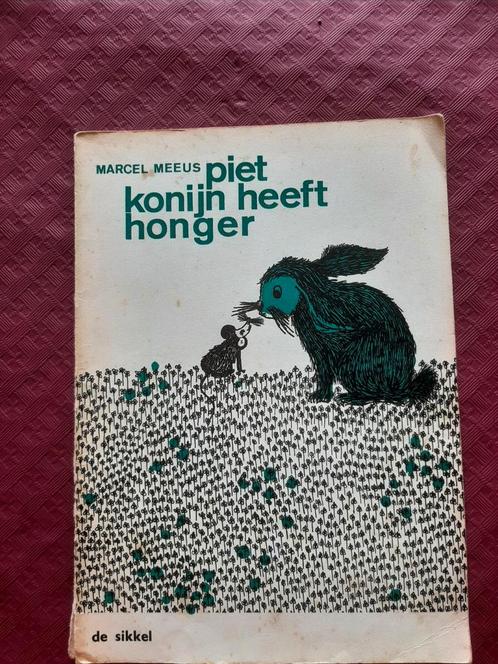 MARCEL MEEUS piet
konijn heeft
honger
de sikkel